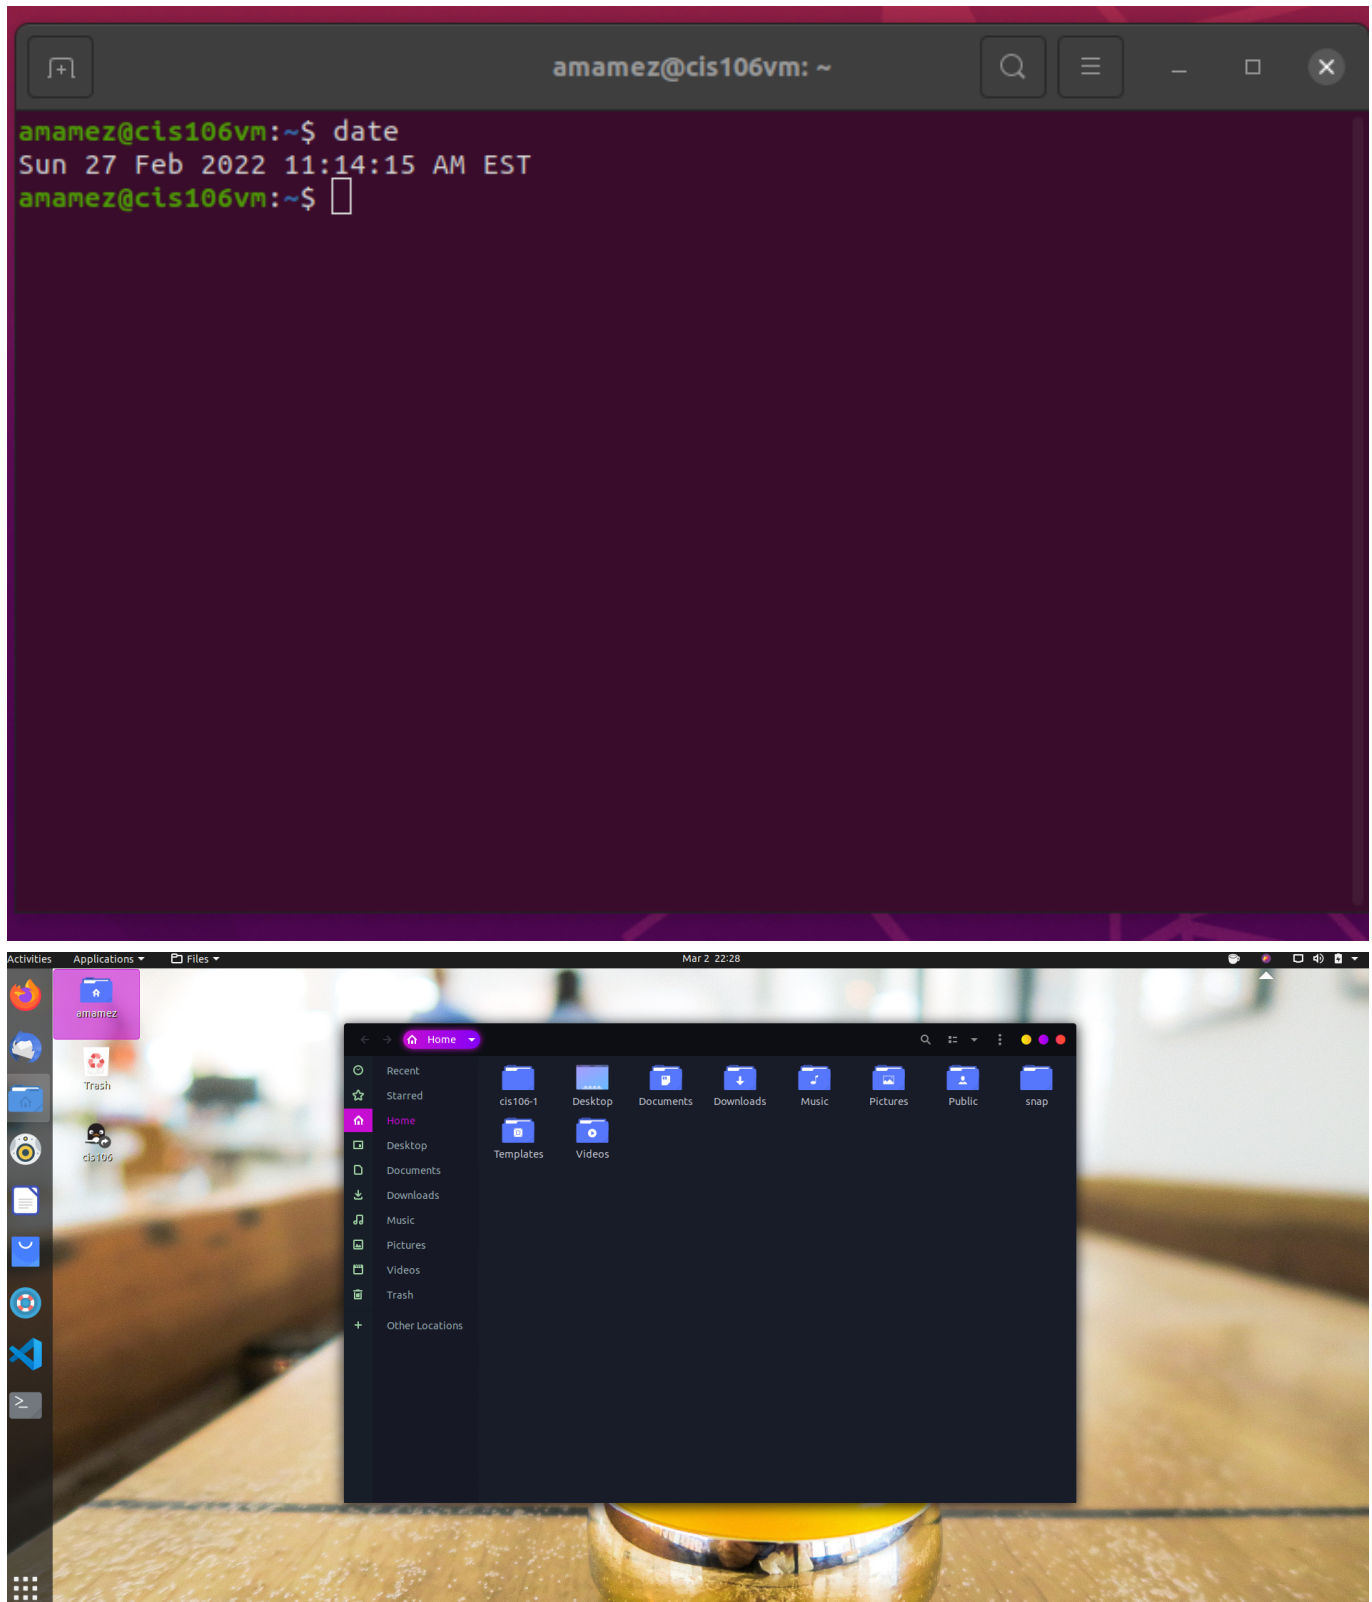 amamez@cis106vm: ~
amamez@cis106vm:~$ date
Sun 27 Feb 2022 11:14:15 AM EST
amamez@cis106vm:~$
Activities Applications Files Mar 2 22:28
amamez
Trash
cis106
Home
Recent
Starred
Home
Desktop
Documents
Downloads
Music
Pictures
Videos
Trash
Other Locations
cis106-1 Desktop Documents Downloads Music Pictures Public snap
Templates Videos